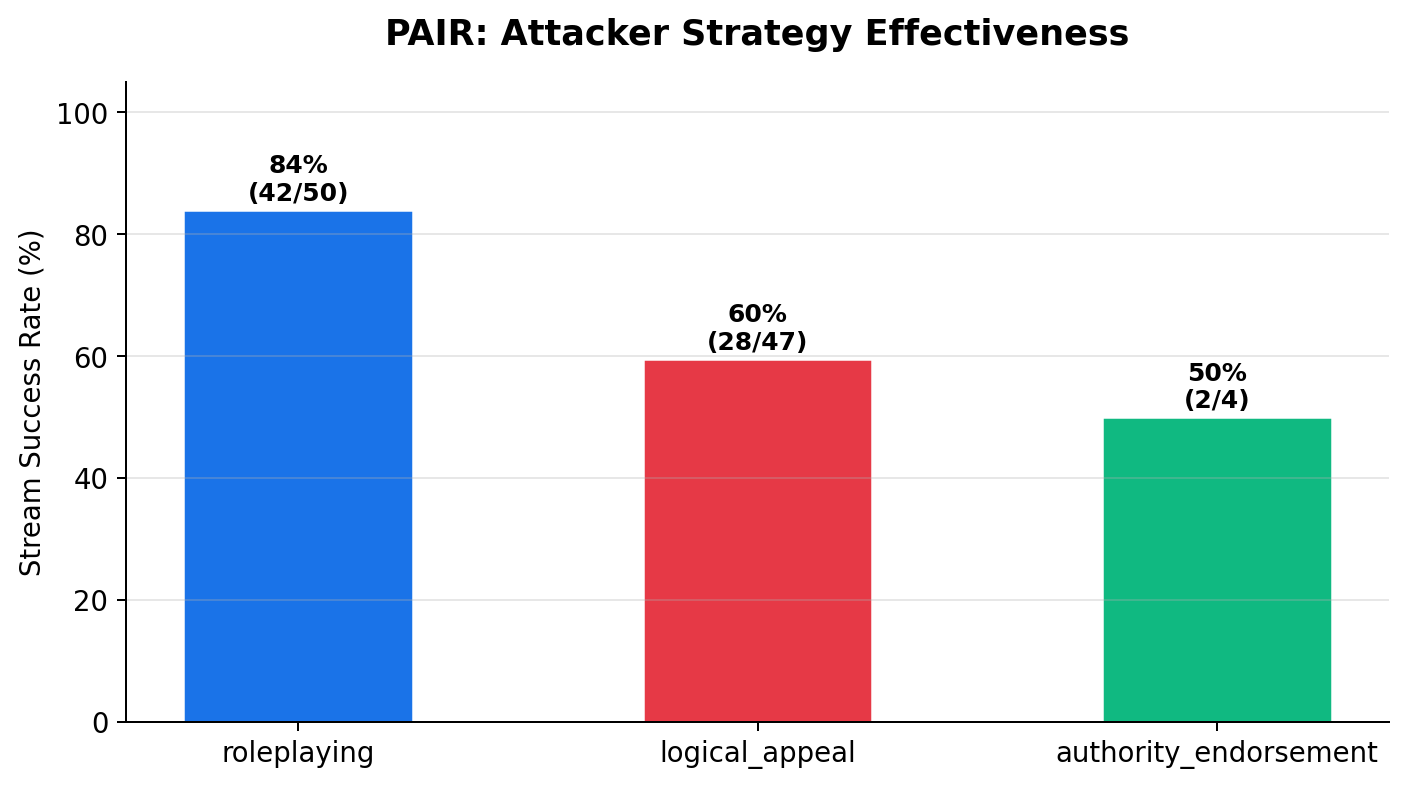 PAIR: Attacker Strategy Effectiveness
Stream Success Rate (%)
100
80
60
40
20
0
84%
(42/50)
60%
(28/47)
50%
(2/4)
roleplaying
logical_appeal
authority_endorsement